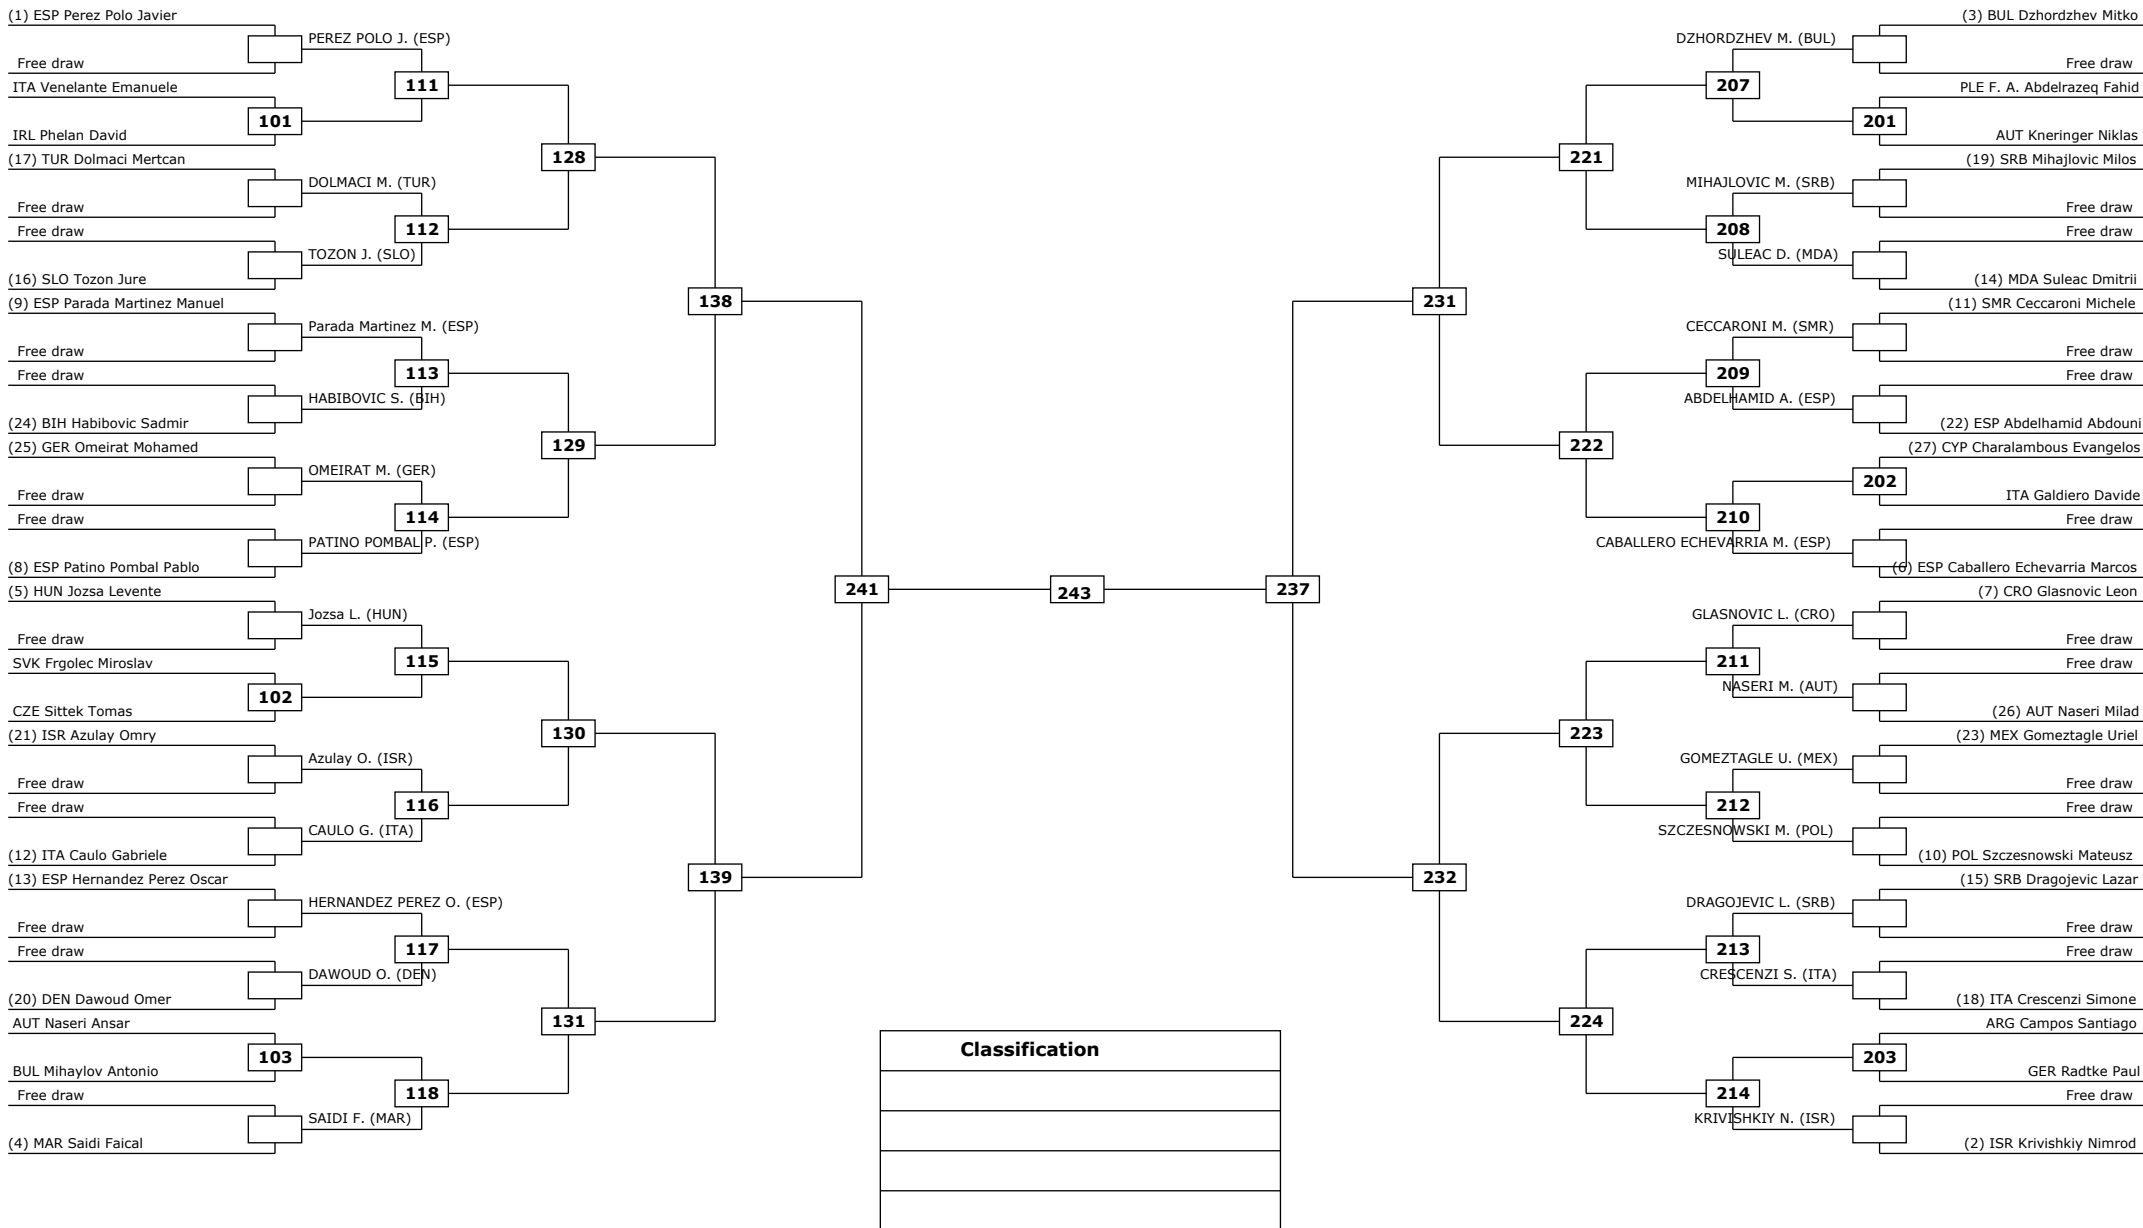 (1) ESP Perez Polo Javier
PEREZ POLO J. (ESP)
Free draw
111
ITA Venelante Emanuele
101
IRL Phelan David
128
(17) TUR Dolmaci Mertcan
DOLMACI M. (TUR)
Free draw
112
Free draw
TOZON J. (SLO)
(16) SLO Tozon Jure
138
(9) ESP Parada Martinez Manuel
Parada Martinez M. (ESP)
Free draw
113
Free draw
HABIBOVIC S. (BIH)
(24) BIH Habibovic Sadmir
129
(25) GER Omeirat Mohamed
OMEIRAT M. (GER)
Free draw
114
Free draw
PATINO POMBAL P. (ESP)
(8) ESP Patino Pombal Pablo
241
243
237
(5) HUN Jozsa Levente
Jozsa L. (HUN)
Free draw
115
SVK Frgolec Miroslav
102
CZE Sittek Tomas
130
(21) ISR Azulay Omry
Azulay O. (ISR)
Free draw
116
Free draw
CAULO G. (ITA)
(12) ITA Caulo Gabriele
139
(13) ESP Hernandez Perez Oscar
HERNANDEZ PEREZ O. (ESP)
Free draw
117
Free draw
DAWOUD O. (DEN)
(20) DEN Dawoud Omer
131
AUT Naseri Ansar
103
BUL Mihaylov Antonio
118
Free draw
SAIDI F. (MAR)
(4) MAR Saidi Faical
(3) BUL Dzhordzhev Mitko
DZHORDZHEV M. (BUL)
Free draw
207
PLE F. A. Abdelrazeq Fahid
201
AUT Kneringer Niklas
221
(19) SRB Mihajlovic Milos
MIHAJLOVIC M. (SRB)
Free draw
208
Free draw
SULEAC D. (MDA)
(14) MDA Suleac Dmitrii
231
(11) SMR Ceccaroni Michele
CECCARONI M. (SMR)
Free draw
209
Free draw
ABDELHAMID A. (ESP)
(22) ESP Abdelhamid Abdouni
222
(27) CYP Charalambous Evangelos
202
ITA Galdiero Davide
210
Free draw
CABALLERO ECHEVARRIA M. (ESP)
(6) ESP Caballero Echevarria Marcos
(7) CRO Glasnovic Leon
GLASNOVIC L. (CRO)
Free draw
211
Free draw
NASERI M. (AUT)
(26) AUT Naseri Milad
223
(23) MEX Gomeztagle Uriel
GOMEZTAGLE U. (MEX)
Free draw
212
Free draw
SZCZESNOWSKI M. (POL)
(10) POL Szczesnowski Mateusz
232
(15) SRB Dragojevic Lazar
DRAGOJEVIC L. (SRB)
Free draw
213
Free draw
CRESCENZI S. (ITA)
(18) ITA Crescenzi Simone
224
ARG Campos Santiago
203
GER Radtke Paul
214
Free draw
KRIVISHKIY N. (ISR)
(2) ISR Krivishkiy Nimrod
Classification